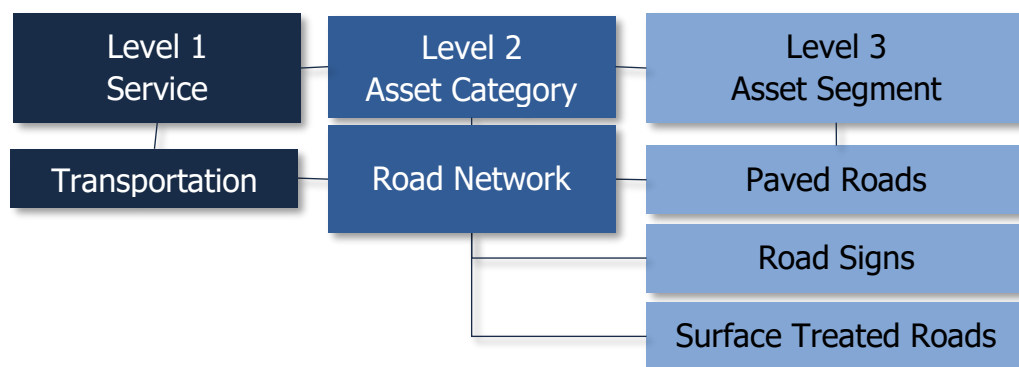 Level 1
Service
Level 2
Asset Category
Level 3
Asset Segment
Transportation
Road Network
Paved Roads
Road Signs
Surface Treated Roads